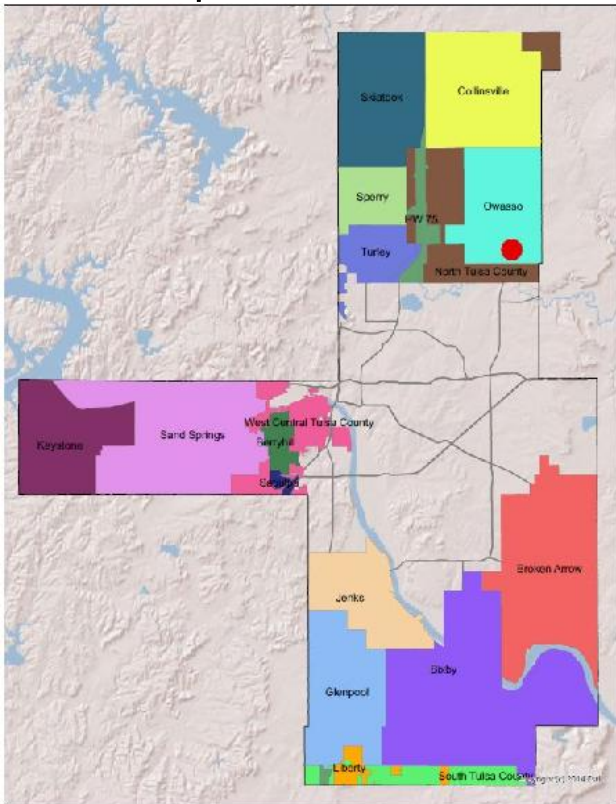 Skiatook
Collinsville
Sperry
Owasso
HW 75
Turley
North Tulsa County
West Central Tulsa County
Keystone
Sand Springs
Berryhill
Sapulpa
Broken Arrow
Jenks
Bixby
Glenpool
Liberty
South Tulsa County